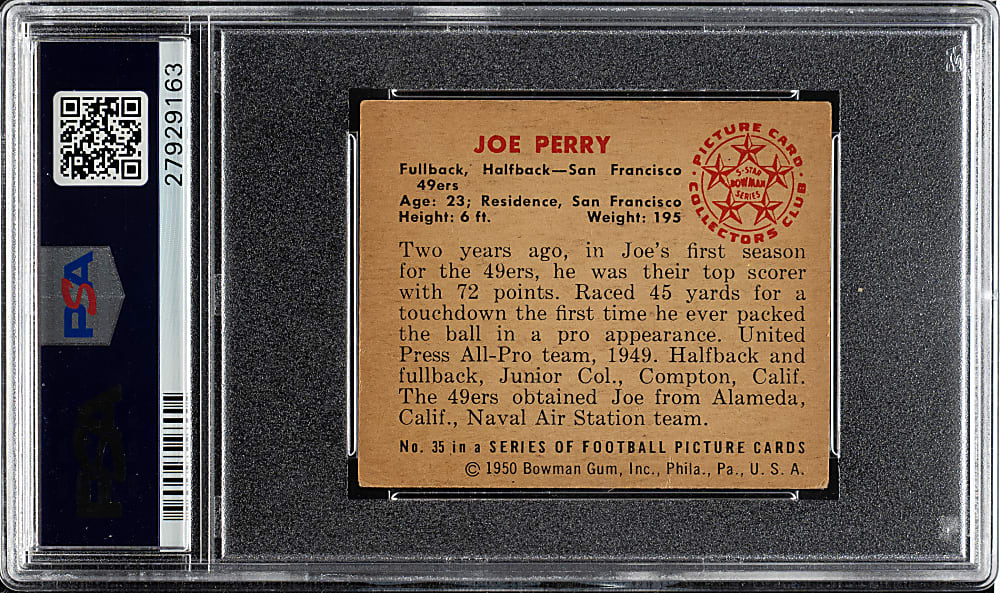 27929163
PSA
PSA
JOE PERRY
Fullback, Halfback—San Francisco
49ers
Age: 23; Residence, San Francisco
Height: 6 ft. Weight: 195
PICTURE CARD
COLLECTORS CLUB
5-STAR
BOWMAN
SERIES
Two years ago, in Joe's first season
for the 49ers, he was their top scorer
with 72 points. Raced 45 yards for a
touchdown the first time he ever packed
the ball in a pro appearance. United
Press All-Pro team, 1949. Halfback and
fullback, Junior Col., Compton, Calif.
The 49ers obtained Joe from Alameda,
Calif., Naval Air Station team.
No. 35 in a SERIES OF FOOTBALL PICTURE CARDS
© 1950 Bowman Gum, Inc., Phila., Pa., U. S. A.